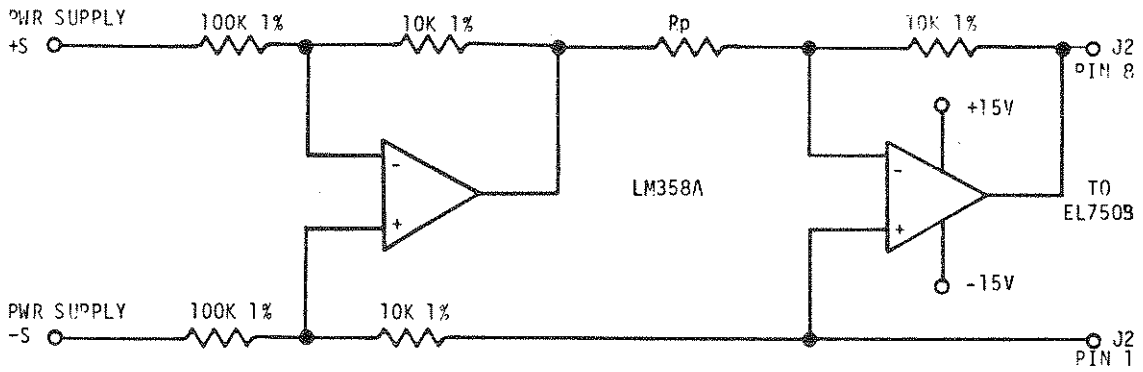 PWR SUPPLY
+S
100K 1%
10K 1%
Rp
10K 1%
J2
PIN 8
+15V
-
+
LM358A
-
+
TO
EL750B
-15V
PWR SUPPLY
-S
100K 1%
10K 1%
J2
PIN 1